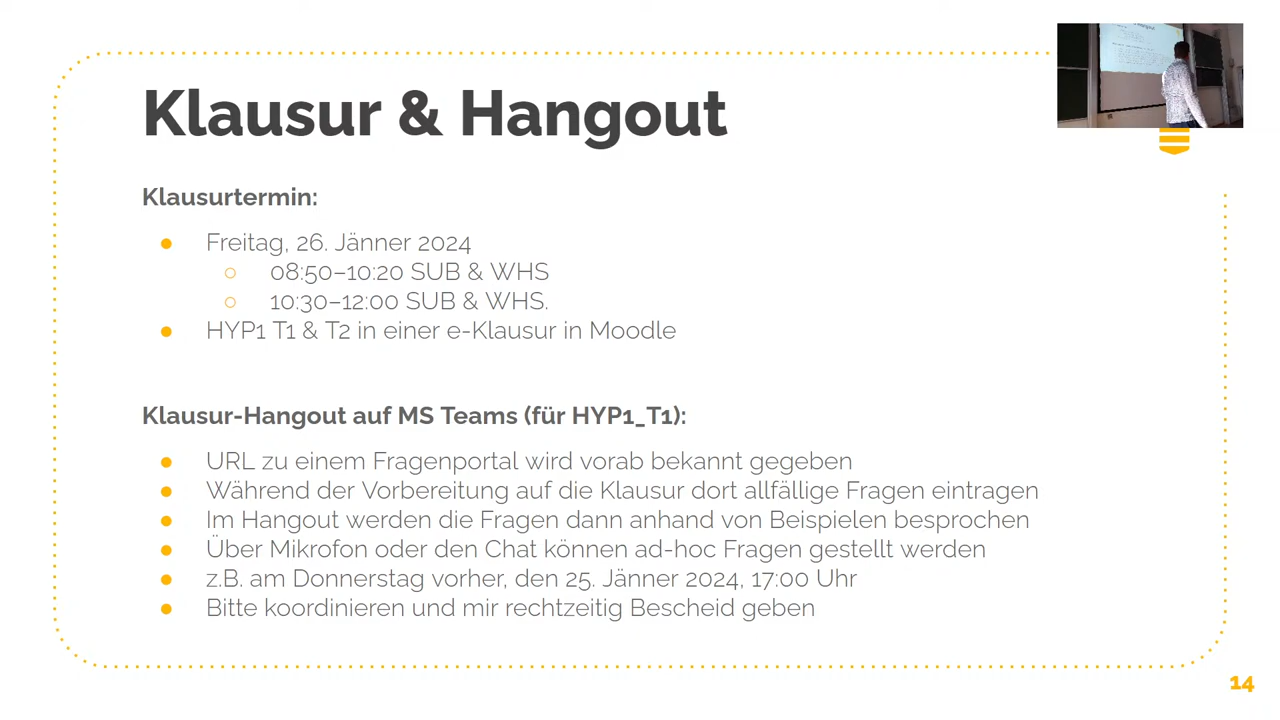 Klausur & Hangout
Klausurtermin:
● Freitag, 26. Jänner 2024
○ 08:50–10:20 SUB & WHS
○ 10:30–12:00 SUB & WHS.
● HYP1 T1 & T2 in einer e-Klausur in Moodle
Klausur-Hangout auf MS Teams (für HYP1_T1):
● URL zu einem Fragenportal wird vorab bekannt gegeben
● Während der Vorbereitung auf die Klausur dort allfällige Fragen eintragen
● Im Hangout werden die Fragen dann anhand von Beispielen besprochen
● Über Mikrofon oder den Chat können ad-hoc Fragen gestellt werden
● z.B. am Donnerstag vorher, den 25. Jänner 2024, 17:00 Uhr
● Bitte koordinieren und mir rechtzeitig Bescheid geben
14